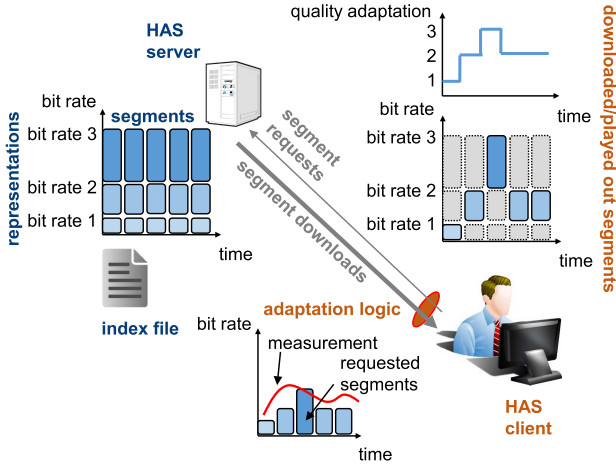 HAS
server
representations
bit rate
segments
bit rate 3
bit rate 2
bit rate 1
time
index file
segment
requests
segment downloads
quality adaptation
3
2
1
time
bit rate
bit rate
3
bit rate
2
bit rate
1
time
downloaded/played out segments
adaptation logic
bit rate
measurement
requested
segments
time
HAS
client